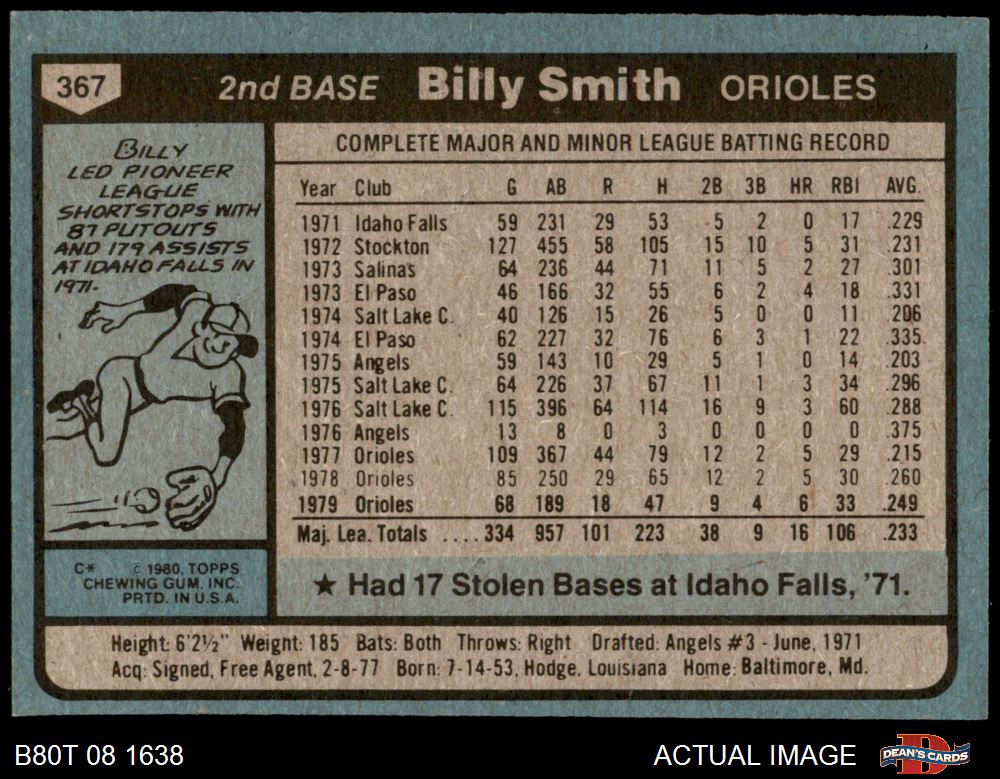 367 2nd BASE Billy Smith ORIOLES
BILLY
LED PIONEER
LEAGUE
SHORTSTOPS WITH
87 PUTOUTS
AND 179 ASSISTS
AT IDAHO FALLS IN
1971.
C* © 1980, TOPPS
CHEWING GUM, INC.
PRTD. IN U.S.A.
COMPLETE MAJOR AND MINOR LEAGUE BATTING RECORD
Year Club G AB R H 2B 3B HR RBI AVG.
1971 Idaho Falls 59 231 29 53 5 2 0 17 .229
1972 Stockton 127 455 58 105 15 10 5 31 .231
1973 Salinas 64 236 44 71 11 5 2 27 .301
1973 El Paso 46 166 32 55 6 2 4 18 .331
1974 Salt Lake C. 40 126 15 26 5 0 0 11 .206
1974 El Paso 62 227 32 76 6 3 1 22 .335
1975 Angels 59 143 10 29 5 1 0 14 .203
1975 Salt Lake C. 64 226 37 67 11 1 3 34 .296
1976 Salt Lake C. 115 396 64 114 16 9 3 60 .288
1976 Angels 13 8 0 3 0 0 0 0 .375
1977 Orioles 109 367 44 79 12 2 5 29 .215
1978 Orioles 85 250 29 65 12 2 5 30 .260
1979 Orioles 68 189 18 47 9 4 6 33 .249
Maj. Lea. Totals ....334 957 101 223 38 9 16 106 .233
★ Had 17 Stolen Bases at Idaho Falls, '71.
Height: 6'2½" Weight: 185 Bats: Both Throws: Right Drafted: Angels #3 - June, 1971
Acq: Signed, Free Agent, 2-8-77 Born: 7-14-53, Hodge, Louisiana Home: Baltimore, Md.
B80T 08 1638 ACTUAL IMAGE DEAN'S CARDS